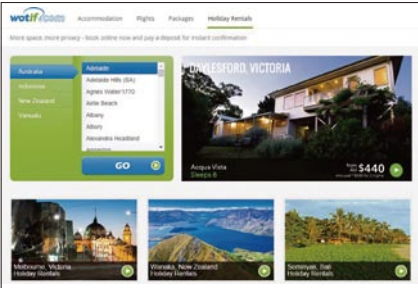 wotif.com
Accommodation Flights Packages Holiday Rentals
More space, more privacy - book online now and pay a deposit for instant confirmation
Australia
Indonesia
New Zealand
Vanuatu
Adelaide
Adelaide Hills (SA)
Agnes Water/1770
Airlie Beach
Albany
Albury
Alexandra Headland
GO
DAYLESFORD, VICTORIA
Acqua Vista
Sleeps 8
$440
Melbourne, Victoria
Holiday Rentals
Wanaka, New Zealand
Holiday Rentals
Seminyak, Bali
Holiday Rentals